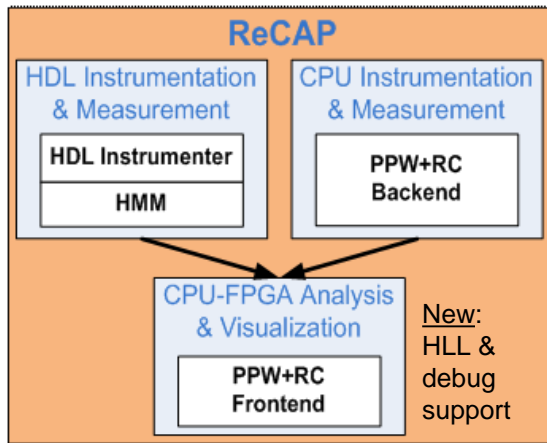 ReCAP
HDL Instrumentation
& Measurement
HDL Instrumenter
HMM
CPU Instrumentation
& Measurement
PPW+RC
Backend
CPU-FPGA Analysis
& Visualization
PPW+RC
Frontend
New:
HLL &
debug
support